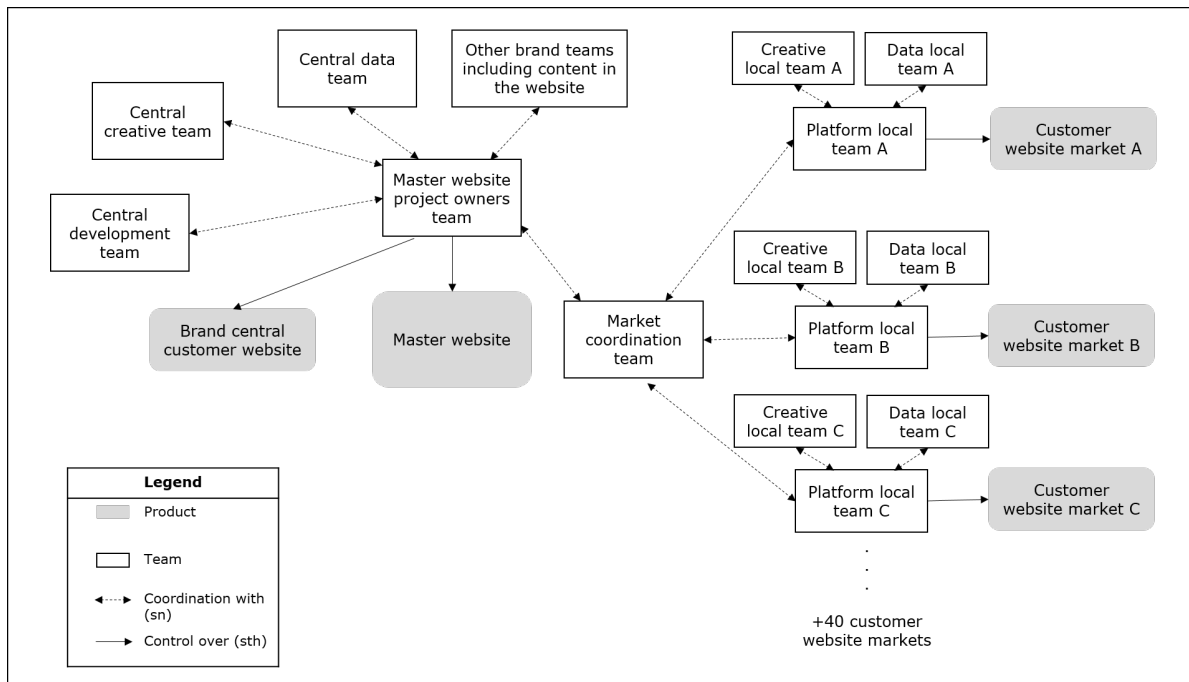 Central data
team
Other brand teams
including content in
the website
Central
creative team
Master website
project owners
team
Central
development
team
Brand central
customer website
Master website
Market
coordination
team
Creative
local team A
Data local
team A
Platform local
team A
Customer
website market A
Creative
local team B
Data local
team B
Platform local
team B
Customer
website market B
Creative
local team C
Data local
team C
Platform local
team C
Customer
website market C
.
.
.
+40 customer
website markets
Legend
Product
Team
Coordination with
(sn)
Control over (sth)